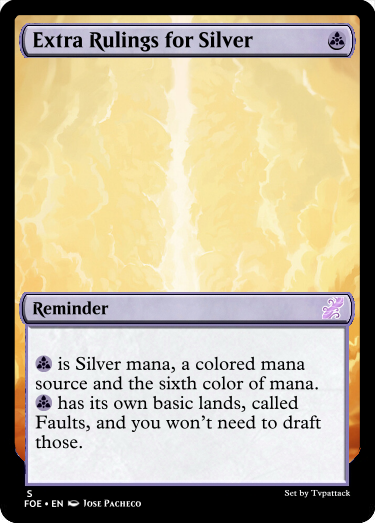 Extra Rulings for Silver
Reminder
is Silver mana, a colored mana
source and the sixth color of mana.
has its own basic lands, called
Faults, and you won't need to draft
those.
S
FOE • EN Jose Pacheco
Set by Tvpattack